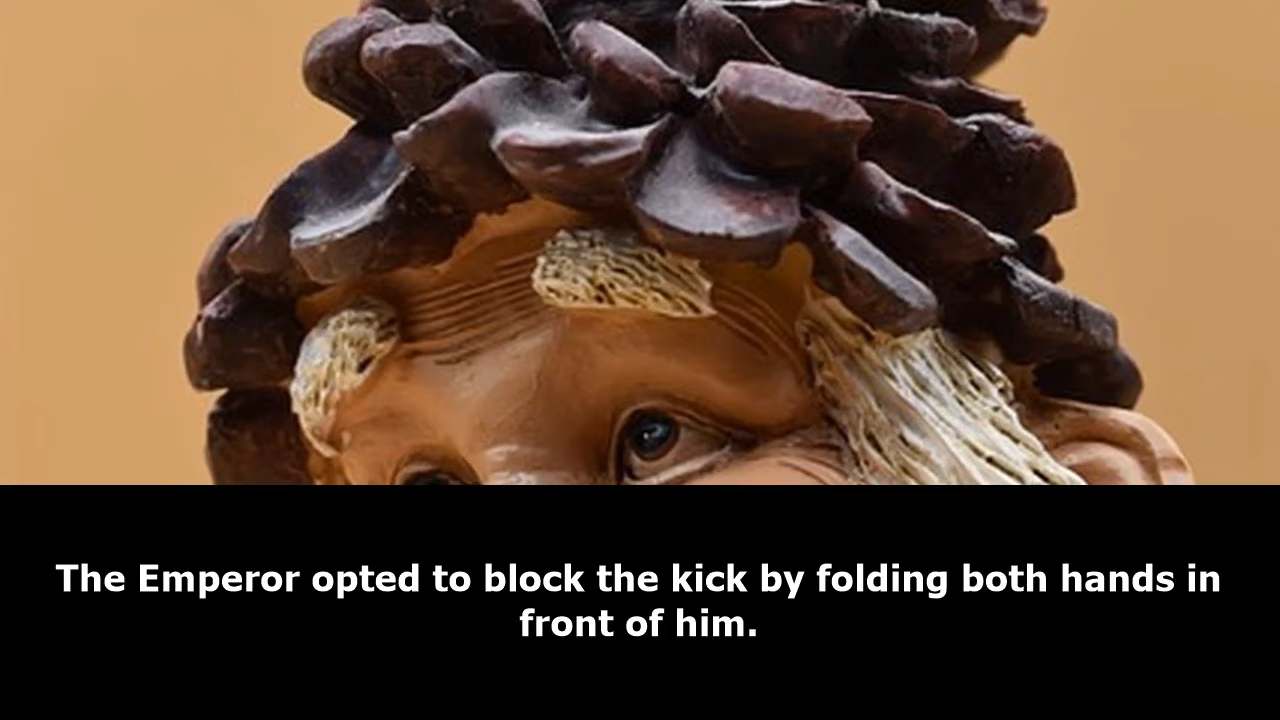 The Emperor opted to block the kick by folding both hands in
front of him.